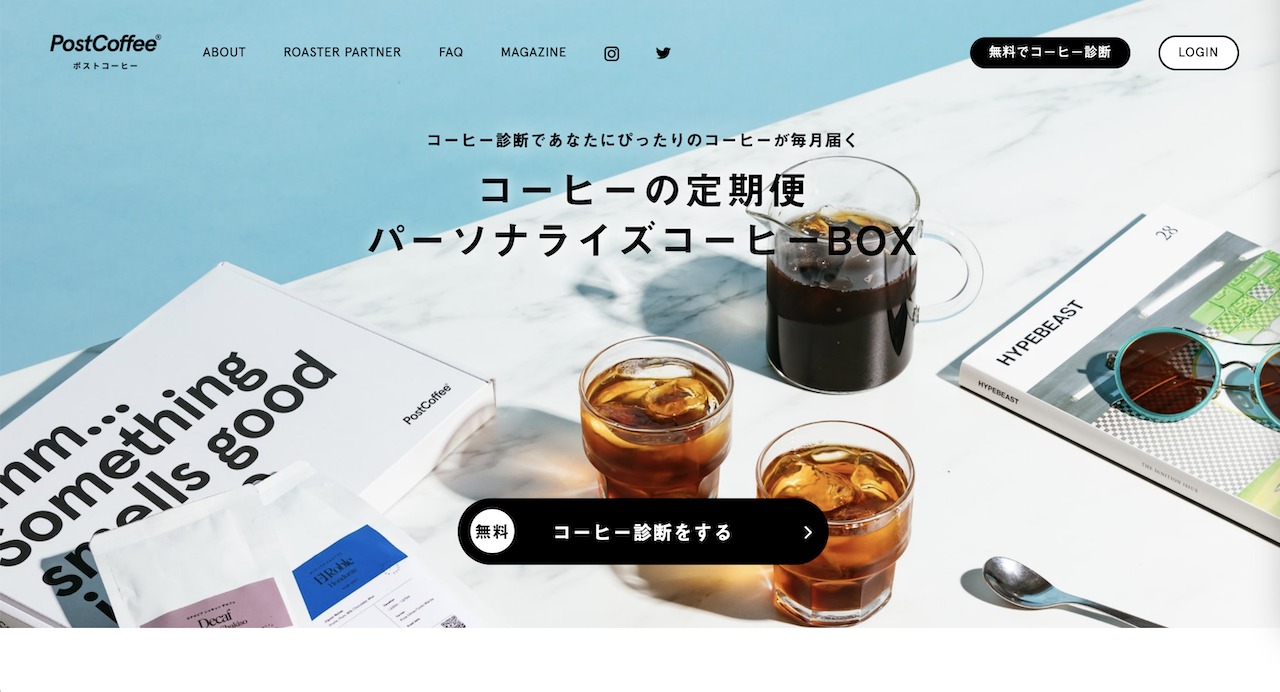 PostCoffee®
ポストコーヒー
ABOUT
ROASTER PARTNER
FAQ
MAGAZINE
無料でコーヒー診断
LOGIN
コーヒー診断であなたにぴったりのコーヒーが毎月届く
コーヒーの定期便
パーソナライズコーヒーBOX
28
HYPEBEAST
HYPEBEAST
THE IGNITION ISSUE
mm...
Something
smells good
PostCoffee®
無料
コーヒー診断をする
El Roble
Honduras
Decaf